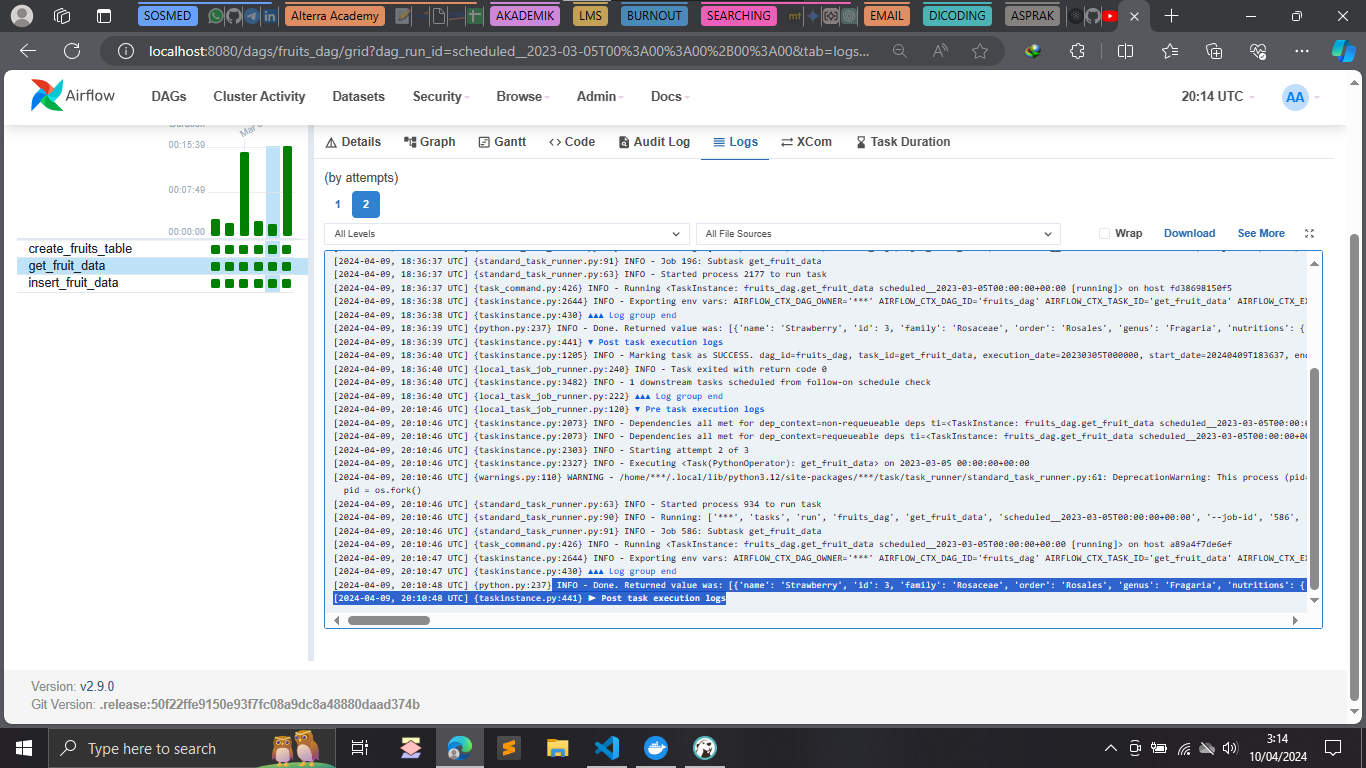 SOSMED
Alterra Academy
AKADEMIK
LMS
BURNOUT
SEARCHING
mt
EMAIL
DICODING
ASPRAK
localhost:8080/dags/fruits_dag/grid?dag_run_id=scheduled__2023-03-05T00%3A00%3A00%2B00%3A00&tab=logs...
Airflow
DAGs
Cluster Activity
Datasets
Security
Browse
Admin
Docs
20:14 UTC
AA
Duration
00:15:39
00:07:49
00:00:00
create_fruits_table
get_fruit_data
insert_fruit_data
Details
Graph
Gantt
Code
Audit Log
Logs
XCom
Task Duration
(by attempts)
1
2
All Levels
All File Sources
Wrap
Download
See More
[2024-04-09, 18:36:37 UTC] {standard_task_runner.py:91} INFO - Job 196: Subtask get_fruit_data
[2024-04-09, 18:36:37 UTC] {standard_task_runner.py:63} INFO - Started process 2177 to run task
[2024-04-09, 18:36:37 UTC] {task_command.py:426} INFO - Running <TaskInstance: fruits_dag.get_fruit_data scheduled__2023-03-05T00:00:00+00:00 [running]> on host fd38698150f5
[2024-04-09, 18:36:38 UTC] {taskinstance.py:2644} INFO - Exporting env vars: AIRFLOW_CTX_DAG_OWNER='***' AIRFLOW_CTX_DAG_ID='fruits_dag' AIRFLOW_CTX_TASK_ID='get_fruit_data' AIRFLOW_CTX_EX
[2024-04-09, 18:36:38 UTC] {taskinstance.py:430} ▲▲▲ Log group end
[2024-04-09, 18:36:39 UTC] {python.py:237} INFO - Done. Returned value was: [{'name': 'Strawberry', 'id': 3, 'family': 'Rosaceae', 'order': 'Rosales', 'genus': 'Fragaria', 'nutritions': {
[2024-04-09, 18:36:39 UTC] {taskinstance.py:441} ▼ Post task execution logs
[2024-04-09, 18:36:40 UTC] {taskinstance.py:1205} INFO - Marking task as SUCCESS. dag_id=fruits_dag, task_id=get_fruit_data, execution_date=20230305T000000, start_date=20240409T183637, end
[2024-04-09, 18:36:40 UTC] {local_task_job_runner.py:240} INFO - Task exited with return code 0
[2024-04-09, 18:36:40 UTC] {taskinstance.py:3482} INFO - 1 downstream tasks scheduled from follow-on schedule check
[2024-04-09, 18:36:40 UTC] {local_task_job_runner.py:222} ▲▲▲ Log group end
[2024-04-09, 20:10:46 UTC] {local_task_job_runner.py:120} ▼ Pre task execution logs
[2024-04-09, 20:10:46 UTC] {taskinstance.py:2073} INFO - Dependencies all met for dep_context=non-requeueable deps ti=<TaskInstance: fruits_dag.get_fruit_data scheduled__2023-03-05T00:00:0
[2024-04-09, 20:10:46 UTC] {taskinstance.py:2073} INFO - Dependencies all met for dep_context=requeueable deps ti=<TaskInstance: fruits_dag.get_fruit_data scheduled__2023-03-05T00:00:00+00
[2024-04-09, 20:10:46 UTC] {taskinstance.py:2303} INFO - Starting attempt 2 of 3
[2024-04-09, 20:10:46 UTC] {taskinstance.py:2327} INFO - Executing <Task(PythonOperator): get_fruit_data> on 2023-03-05 00:00:00+00:00
[2024-04-09, 20:10:46 UTC] {warnings.py:110} WARNING - /home/***/.local/lib/python3.12/site-packages/***/task/task_runner/standard_task_runner.py:61: DeprecationWarning: This process (pid=
pid = os.fork()
[2024-04-09, 20:10:46 UTC] {standard_task_runner.py:63} INFO - Started process 934 to run task
[2024-04-09, 20:10:46 UTC] {standard_task_runner.py:90} INFO - Running: ['***', 'tasks', 'run', 'fruits_dag', 'get_fruit_data', 'scheduled__2023-03-05T00:00:00+00:00', '--job-id', '586',
[2024-04-09, 20:10:46 UTC] {standard_task_runner.py:91} INFO - Job 586: Subtask get_fruit_data
[2024-04-09, 20:10:46 UTC] {task_command.py:426} INFO - Running <TaskInstance: fruits_dag.get_fruit_data scheduled__2023-03-05T00:00:00+00:00 [running]> on host a89a4f7de6ef
[2024-04-09, 20:10:47 UTC] {taskinstance.py:2644} INFO - Exporting env vars: AIRFLOW_CTX_DAG_OWNER='***' AIRFLOW_CTX_DAG_ID='fruits_dag' AIRFLOW_CTX_TASK_ID='get_fruit_data' AIRFLOW_CTX_EX
[2024-04-09, 20:10:47 UTC] {taskinstance.py:430} ▲▲▲ Log group end
[2024-04-09, 20:10:48 UTC] {python.py:237} INFO - Done. Returned value was: [{'name': 'Strawberry', 'id': 3, 'family': 'Rosaceae', 'order': 'Rosales', 'genus': 'Fragaria', 'nutritions': {
[2024-04-09, 20:10:48 UTC] {taskinstance.py:441} ▶ Post task execution logs
Version: v2.9.0
Git Version: .release:50f22ffe9150e93f7fc08a9dc8a48880daad374b
Type here to search
3:14
10/04/2024